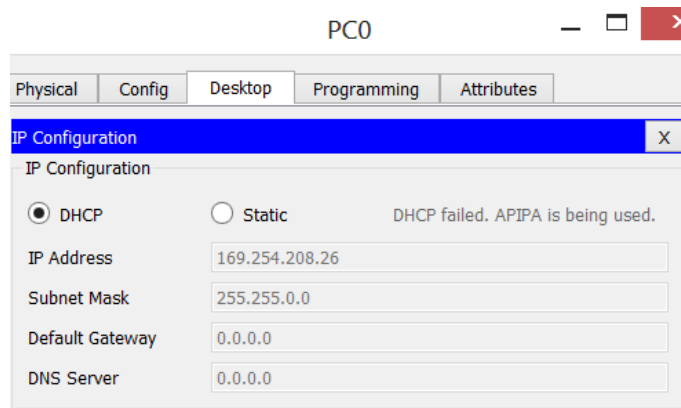 PC0
Physical Config Desktop Programming Attributes
IP Configuration X
IP Configuration
DHCP Static DHCP failed. APIPA is being used.
IP Address 169.254.208.26
Subnet Mask 255.255.0.0
Default Gateway 0.0.0.0
DNS Server 0.0.0.0